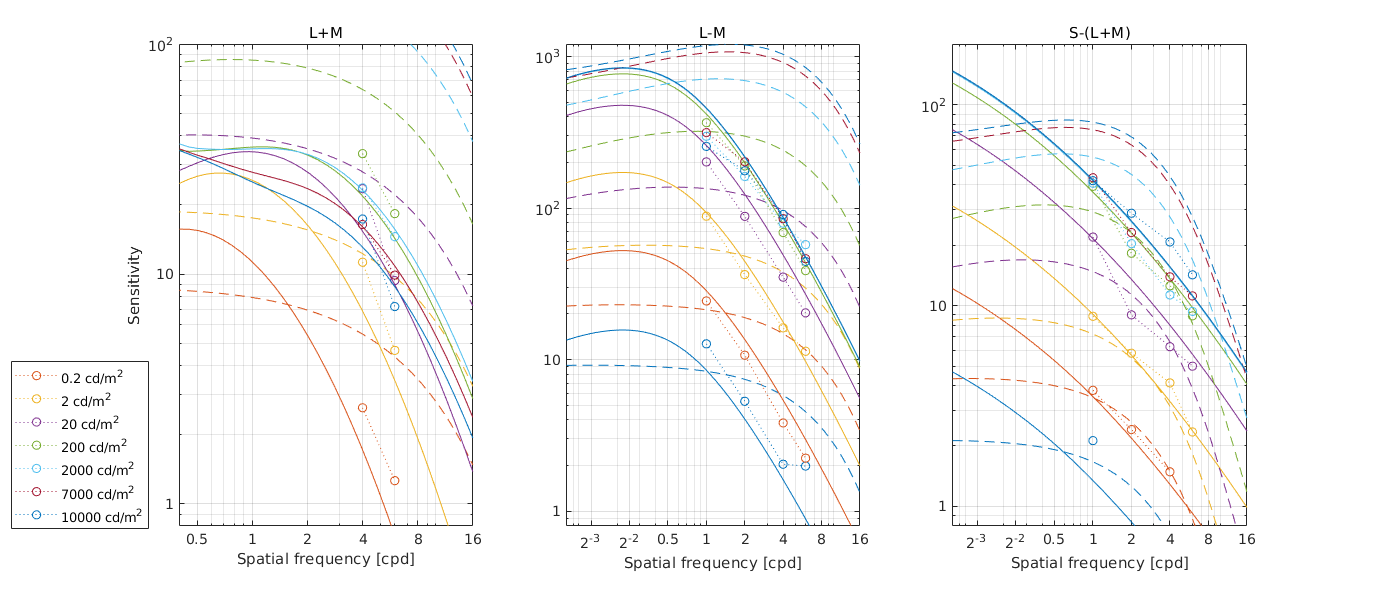 L+M
L-M
S-(L+M)
10²
10
1
Sensitivity
0.5 1 2 4 8 16
Spatial frequency [cpd]
10³
10²
10
1
2⁻³ 2⁻² 0.5 1 2 4 8 16
Spatial frequency [cpd]
10²
10
1
2⁻³ 2⁻² 0.5 1 2 4 8 16
Spatial frequency [cpd]
0.2 cd/m²
2 cd/m²
20 cd/m²
200 cd/m²
2000 cd/m²
7000 cd/m²
10000 cd/m²